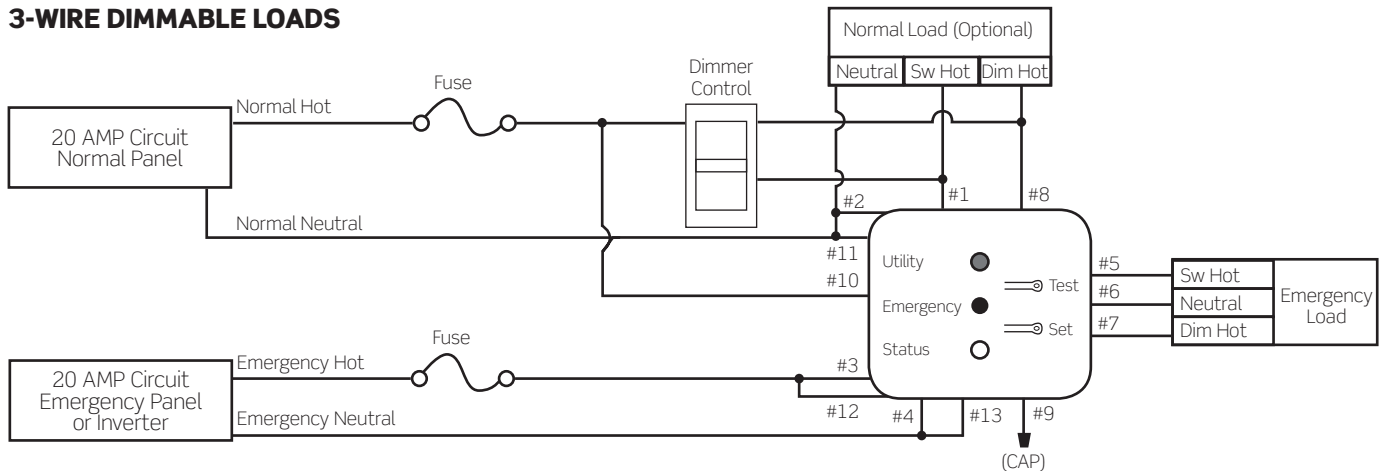 3-WIRE DIMMABLE LOADS
Normal Load (Optional)
Neutral Sw Hot Dim Hot
Dimmer
Control
Fuse
Normal Hot
20 AMP Circuit
Normal Panel
Normal Neutral
#2
#1
#8
#11
#10
Utility
Emergency
Status
Test
Set
#5
#6
#7
Sw Hot
Neutral
Dim Hot
Emergency
Load
Fuse
Emergency Hot
20 AMP Circuit
Emergency Panel
or Inverter
Emergency Neutral
#3
#12
#4
#13
#9
(CAP)